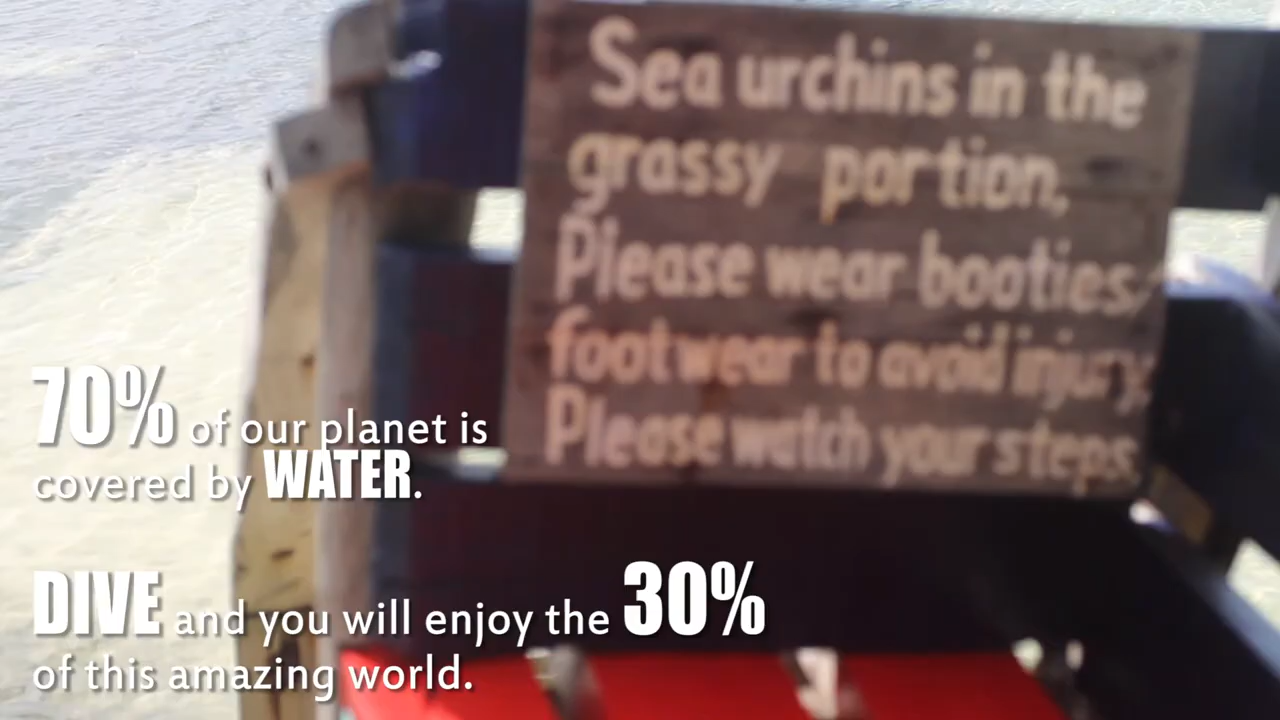 Sea urchins in the
grassy portion,
Please wear booties/
footwear to avoid injury,
Please watch your steps
70% of our planet is
covered by WATER.
DIVE and you will enjoy the 30%
of this amazing world.